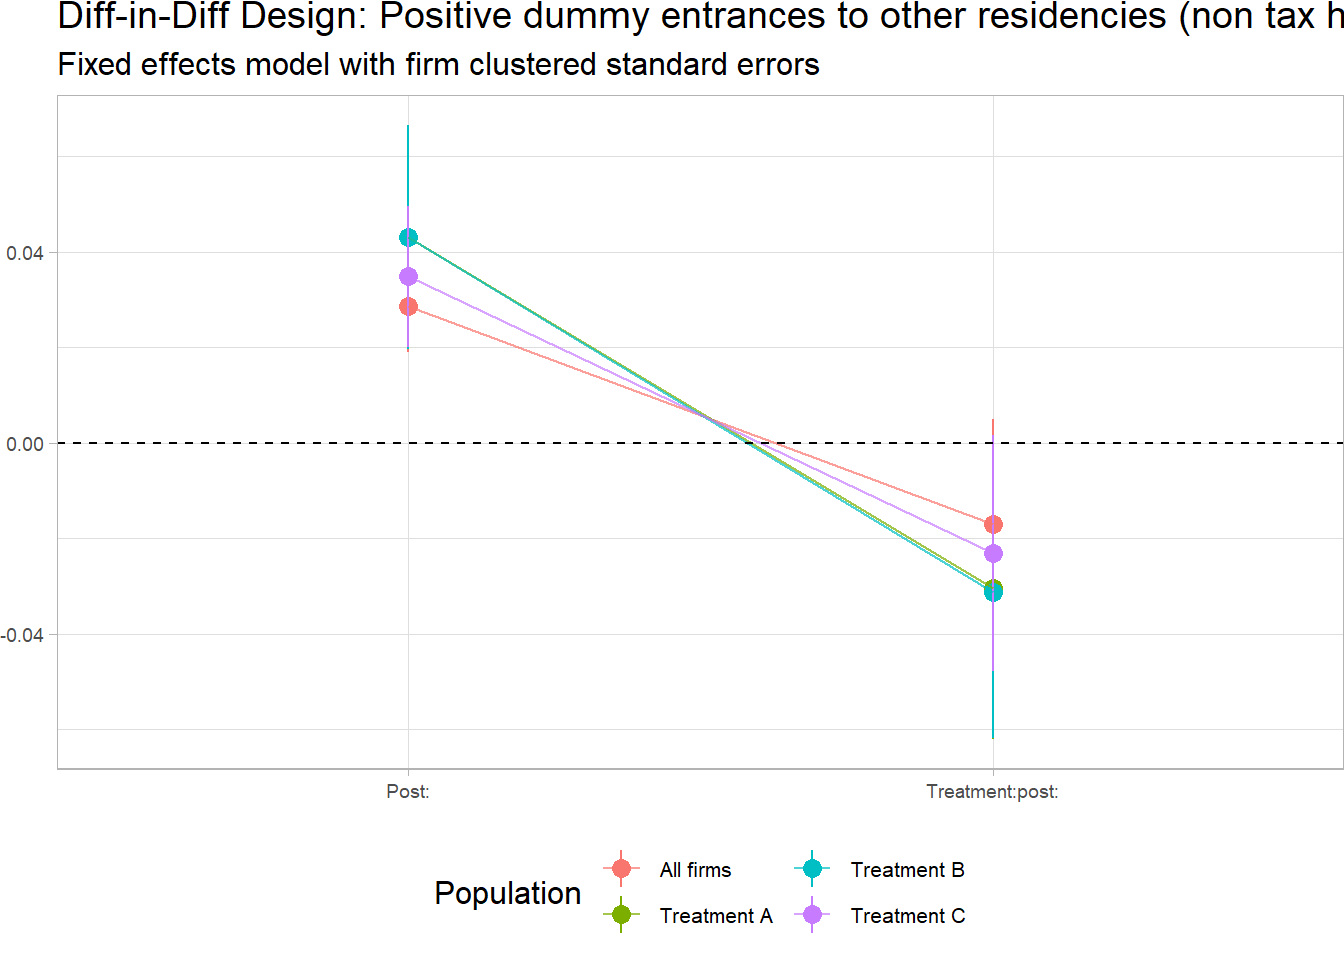 Diff-in-Diff Design: Positive dummy entrances to other residencies (non tax h
Fixed effects model with firm clustered standard errors
0.04
0.00
-0.04
Post:
Treatment:post:
Population
All firms
Treatment B
Treatment A
Treatment C